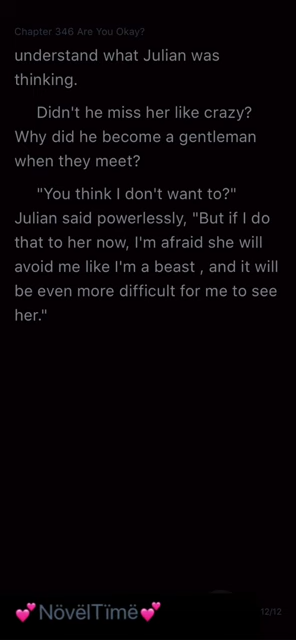 Chapter 346 Are You Okay?
understand what Julian was
thinking.
Didn't he miss her like crazy?
Why did he become a gentleman
when they meet?
"You think I don't want to?"
Julian said powerlessly, "But if I do
that to her now, I'm afraid she will
avoid me like I'm a beast , and it will
be even more difficult for me to see
her."
💕NövëlTïmë💕
12/12